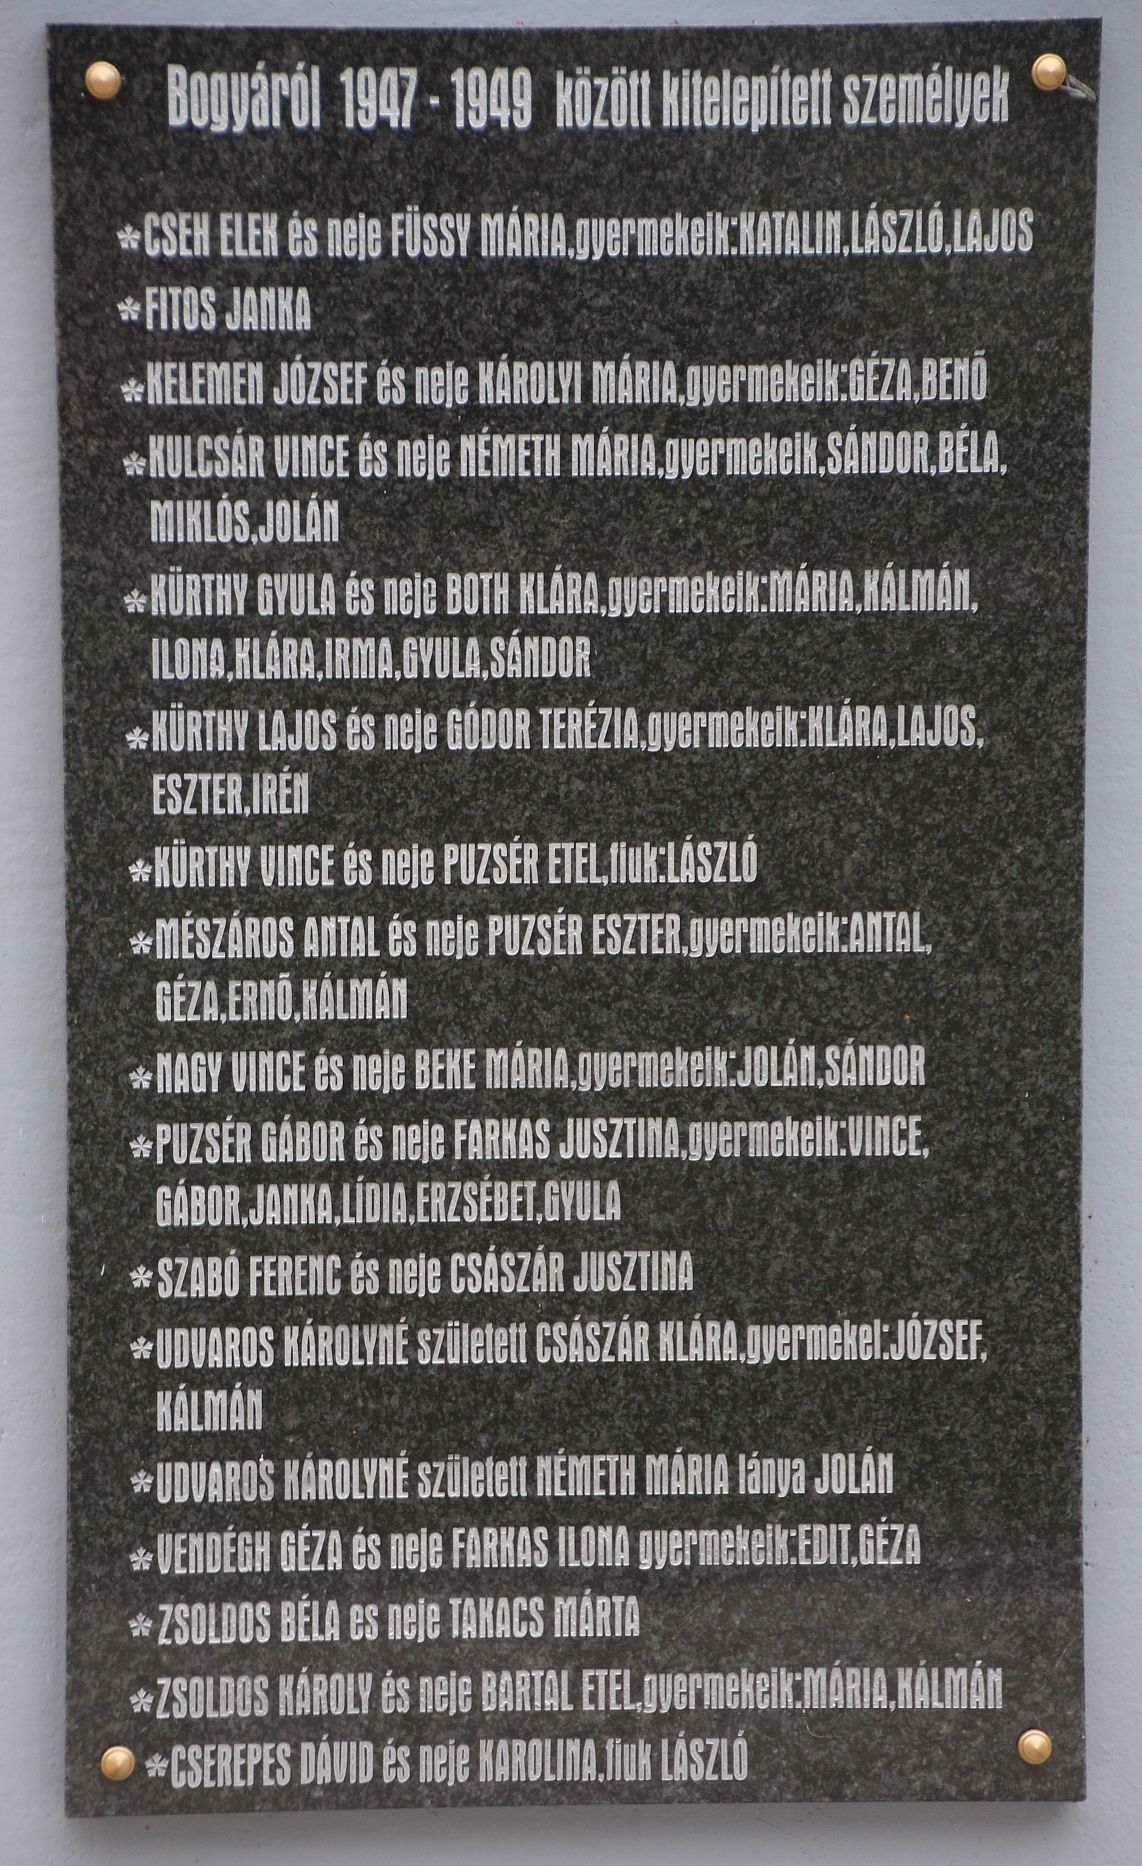 Bogyáról 1947 - 1949 között kitelepített személyek
*CSEH ELEK és neje FÜSSY MÁRIA,gyermekeik:KATALIN,LÁSZLÓ,LAJOS
*FITOS JANKA
*KELEMEN JÓZSEF és neje KÁROLYI MÁRIA,gyermekeik:GÉZA,BENÕ
*KULCSÁR VINCE és neje NÉMETH MÁRIA,gyermekeik,SÁNDOR,BÉLA,
MIKLÓS,JOLÁN
*KÜRTHY GYULA és neje BOTH KLÁRA,gyermekeik:MÁRIA,KÁLMÁN,
ILONA,KLÁRA,IRMA,GYULA,SÁNDOR
*KÜRTHY LAJOS és neje GÓDOR TERÉZIA,gyermekeik:KLÁRA,LAJOS,
ESZTER,IRÉN
*KÜRTHY VINCE és neje PUZSÉR ETEL,fiuk:LÁSZLÓ
*MÉSZÁROS ANTAL és neje PUZSÉR ESZTER,gyermekeik:ANTAL,
GÉZA,ERNÕ,KÁLMÁN
*NAGY VINCE és neje BEKE MÁRIA,gyermekeik:JOLÁN,SÁNDOR
*PUZSÉR GÁBOR és neje FARKAS JUSZTINA,gyermekeik:VINCE,
GÁBOR,JANKA,LÍDIA,ERZSÉBET,GYULA
*SZABÓ FERENC és neje CSÁSZÁR JUSZTINA
*UDVAROS KÁROLYNÉ született CSÁSZÁR KLÁRA,gyermekei:JÓZSEF,
KÁLMÁN
*UDVAROS KÁROLYNÉ született NÉMETH MÁRIA lánya JOLÁN
*VENDÉGH GÉZA és neje FARKAS ILONA gyermekeik:EDIT,GÉZA
*ZSOLDOS BÉLA es neje TAKACS MÁRTA
*ZSOLDOS KÁROLY és neje BARTAL ETEL,gyermekeik:MÁRIA,KÁLMÁN
*CSEREPES DÁVID és neje KAROLINA,fiuk LÁSZLÓ